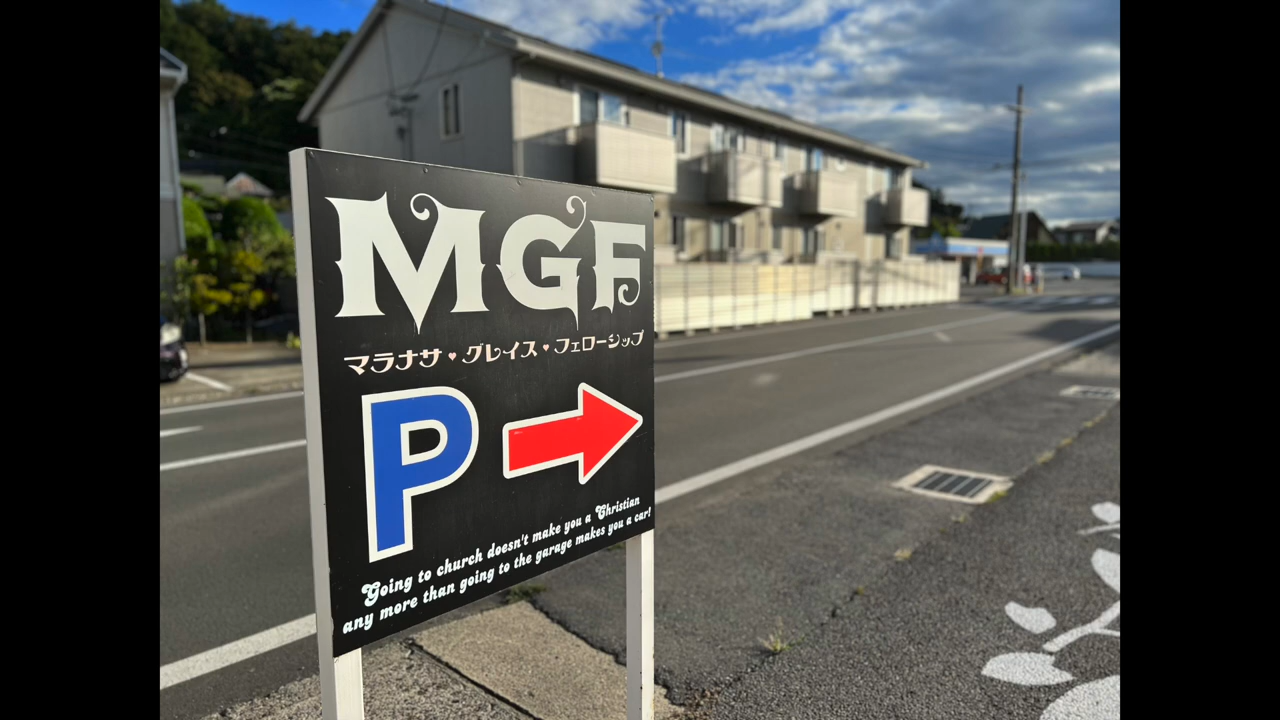 MGF
マラナサ♥グレイス♥フェローシップ
P
Going to church doesn't make you a Christian
any more than going to the garage makes you a car!